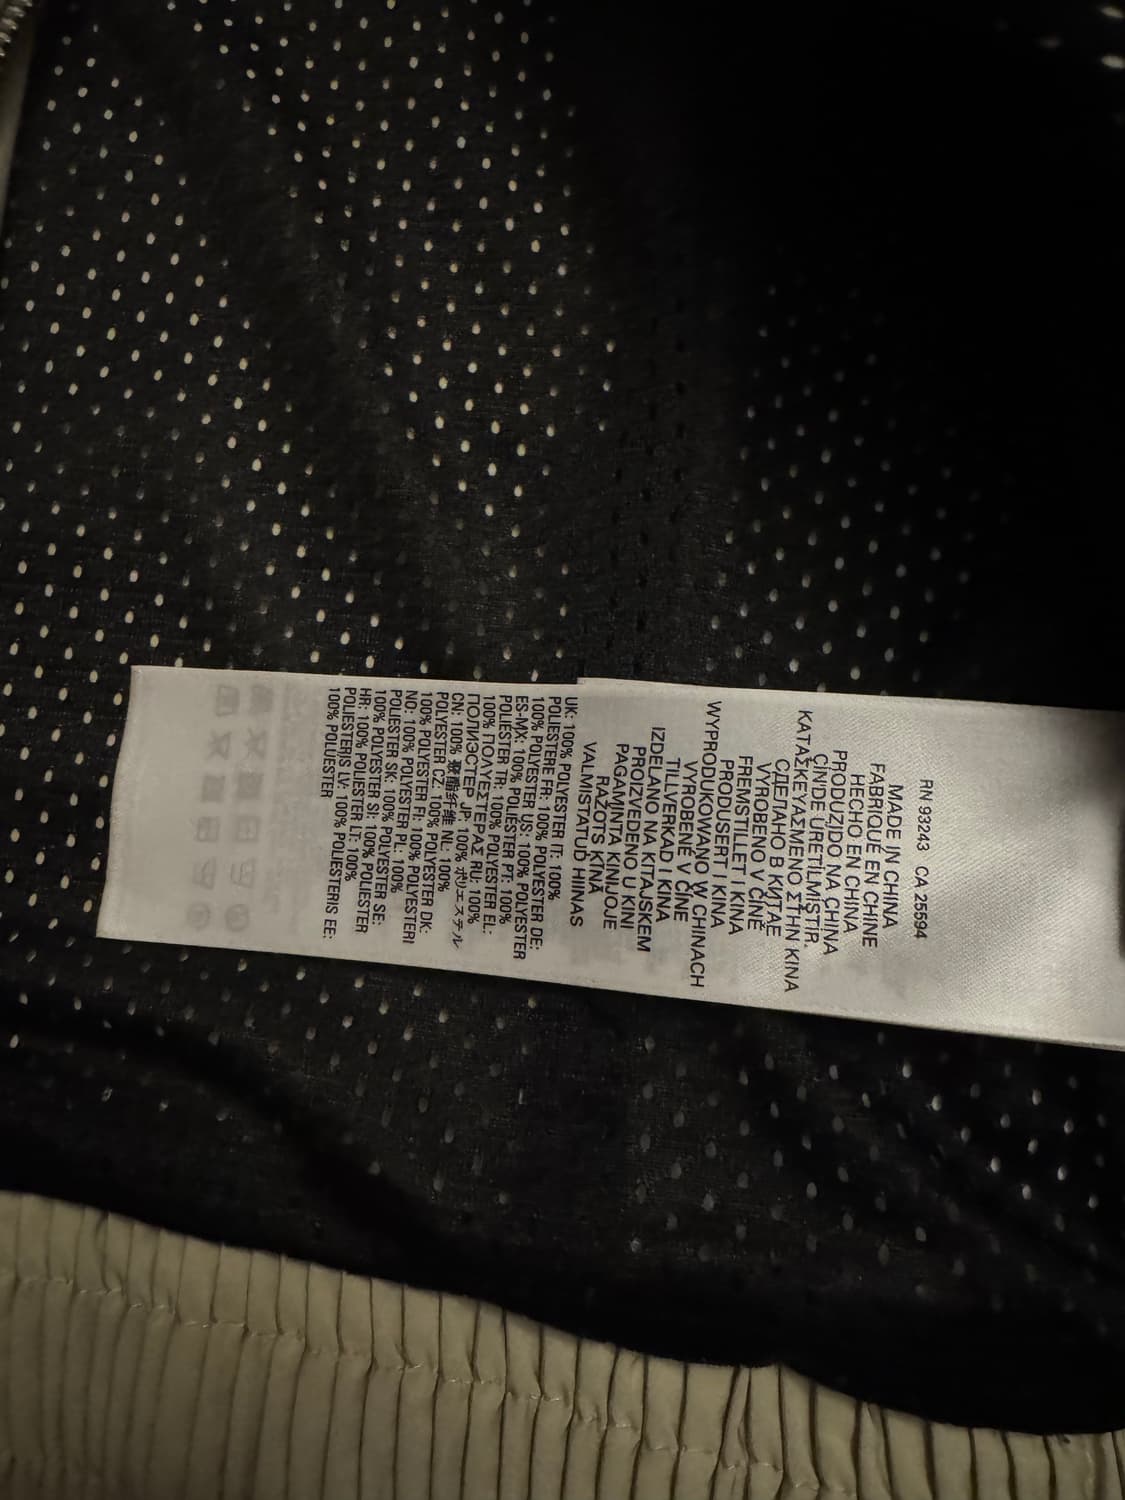 RN 93243 CA 25594
MADE IN CHINA
FABRIQUÉ EN CHINE
HECHO EN CHINA
PRODUZIDO NA CHINA
ÇİN'DE ÜRETİLMİŞTİR.
ΚΑΤΑΣΚΕΥΑΣΜΕΝΟ ΣΤΗΝ ΚΙΝΑ
СДЕЛАНО В КИТАЕ
VYROBENO V ČÍNĚ
FREMSTILLET I KINA
PRODUSERT I KINA
WYPRODUKOWANO W CHINACH
VYROBENÉ V ČÍNE
TILLVERKAD I KINA
IZDELANO NA KITAJSKEM
PROIZVEDENO U KINI
PAGAMINTA KINIJOJE
RAŽOTS ĶĪNĀ
VALMISTATUD HIINAS
UK: 100% POLYESTER IT: 100%
POLIESTERE FR: 100% POLYESTER DE:
100% POLYESTER US: 100% POLYESTER
ES-MX: 100% POLIÉSTER PT: 100%
POLIÉSTER TR: 100% POLYESTER EL:
100% ΠΟΛΥΕΣΤΕΡΑΣ RU: 100%
ПОЛИЭСТЕР JP: 100% ポリエステル
CN: 100% 聚酯纤维 NL: 100%
POLYESTER CZ: 100% POLYESTER DK:
100% POLYESTER FI: 100% POLYESTERI
NO: 100% POLYESTER PL: 100%
POLIESTER SK: 100% POLYESTER SE:
100% POLYESTER SI: 100% POLIESTER
HR: 100% POLIESTER LT: 100%
POLIESTERIS LV: 100% POLIESTERIS EE:
100% POLÜESTER